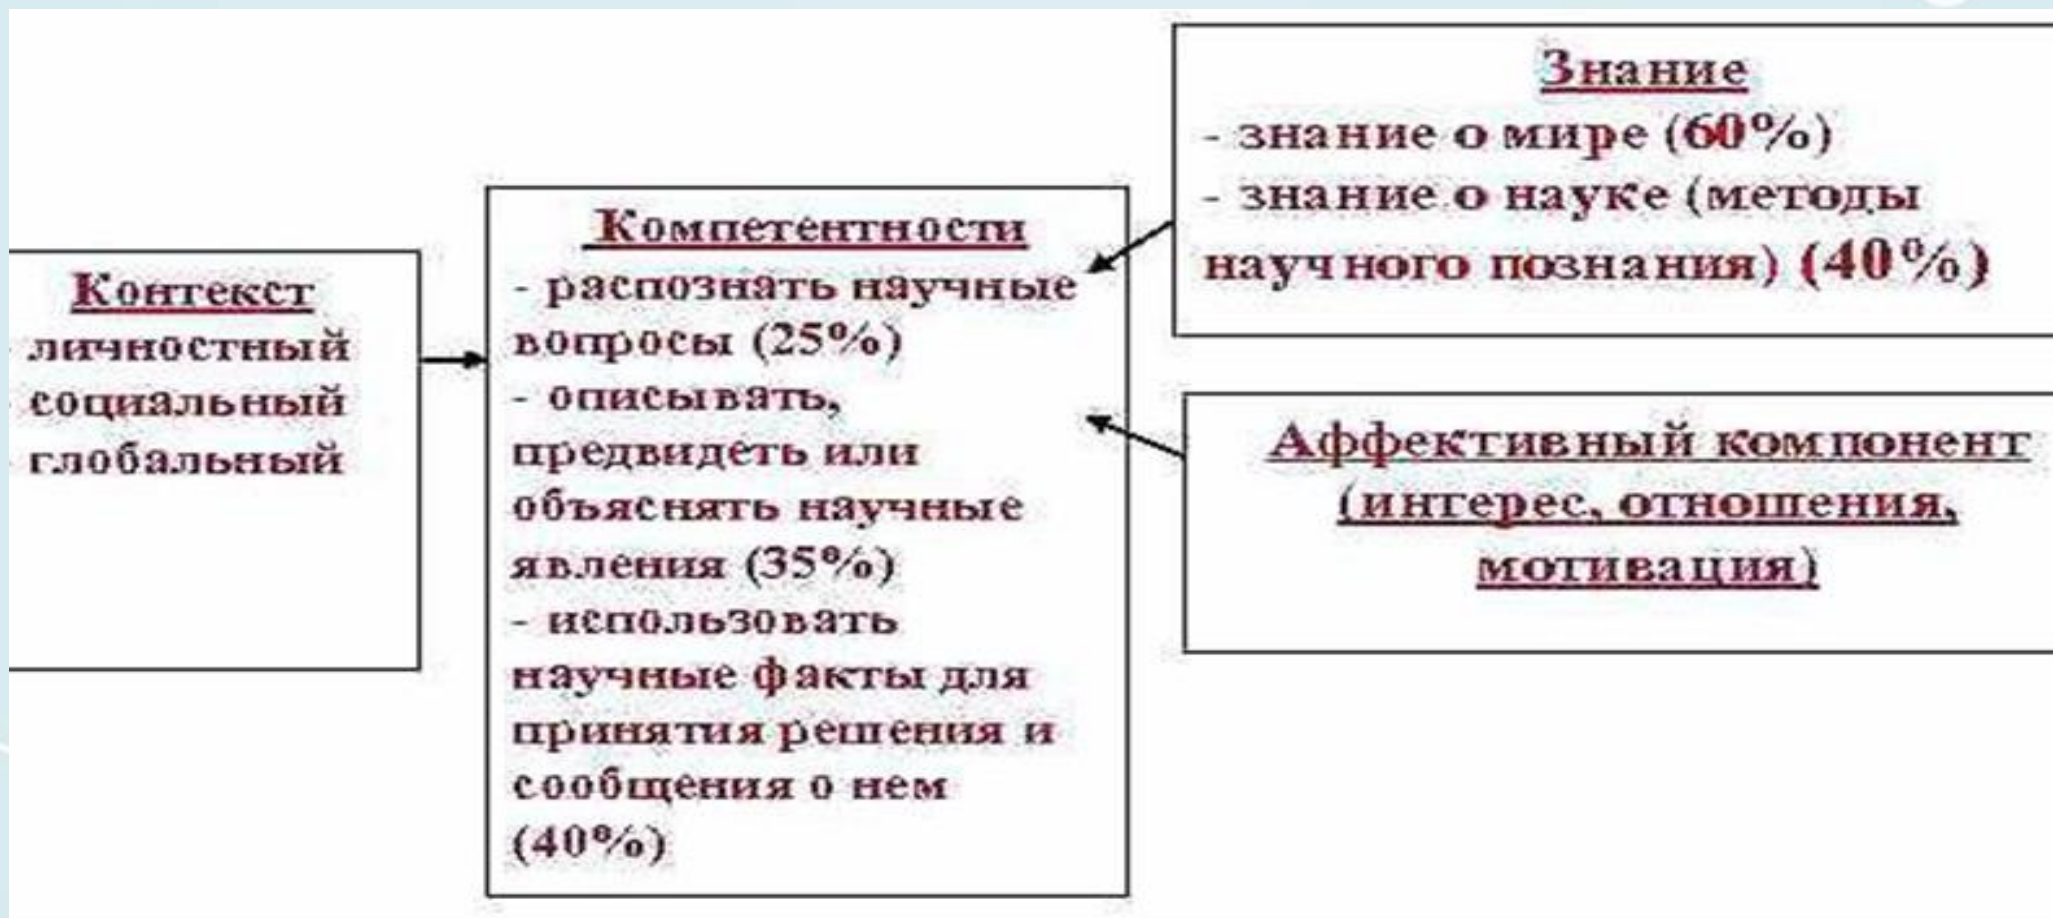 Контекст
личностный
социальный
глобальный
Компетентности
- распознать научные
вопросы (25%)
- описывать,
предвидеть или
объяснять научные
явления (35%)
- использовать
научные факты для
принятия решения и
сообщения о нем
(40%)
Знание
- знание о мире (60%)
- знание о науке (методы
научного познания) (40%)
Аффективный компонент
(интерес, отношения,
мотивация)